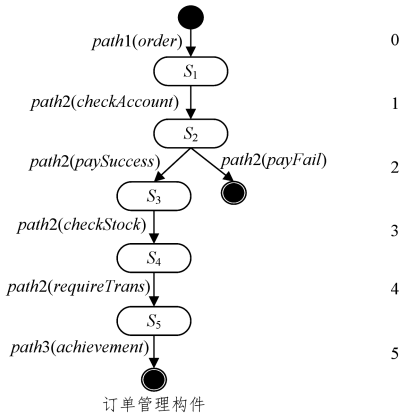 path1(order)
0
S1
path2(checkAccount)
1
S2
path2(paySuccess)
path2(payFail)
2
S3
path2(checkStock)
3
S4
path2(requireTrans)
4
S5
path3(achievement)
5
订单管理构件